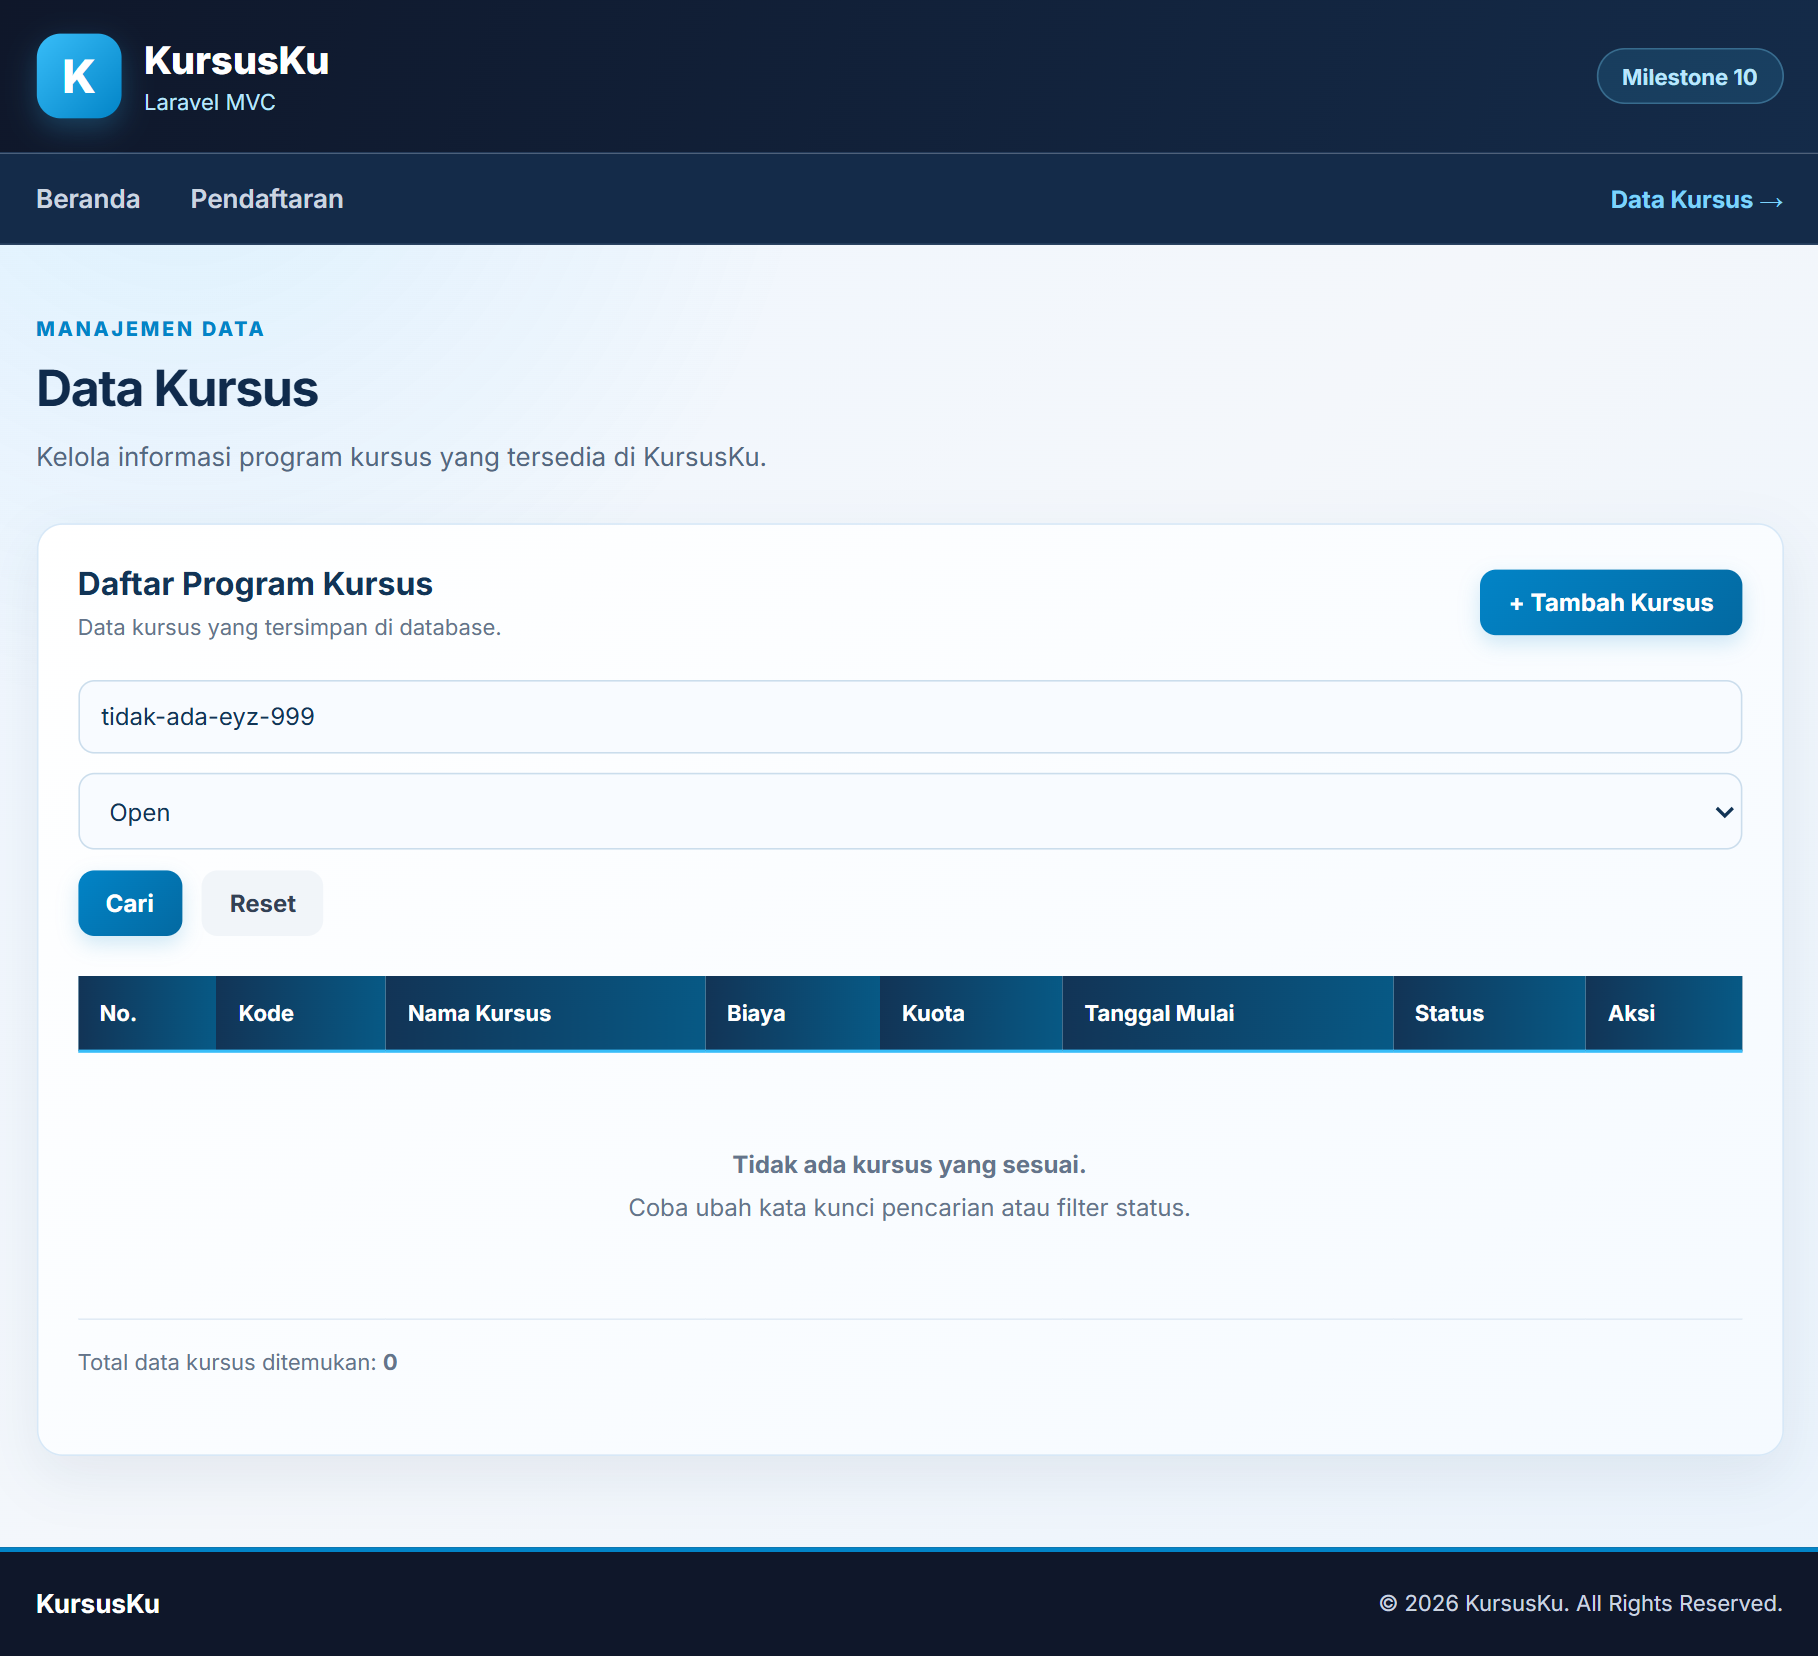 K
KursusKu
Laravel MVC
Milestone 10
Beranda
Pendaftaran
Data Kursus →
MANAJEMEN DATA
Data Kursus
Kelola informasi program kursus yang tersedia di KursusKu.
Daftar Program Kursus
Data kursus yang tersimpan di database.
+ Tambah Kursus
tidak-ada-eyz-999
Open
Cari
Reset
No. Kode Nama Kursus Biaya Kuota Tanggal Mulai Status Aksi
Tidak ada kursus yang sesuai.
Coba ubah kata kunci pencarian atau filter status.
Total data kursus ditemukan: 0
KursusKu
© 2026 KursusKu. All Rights Reserved.